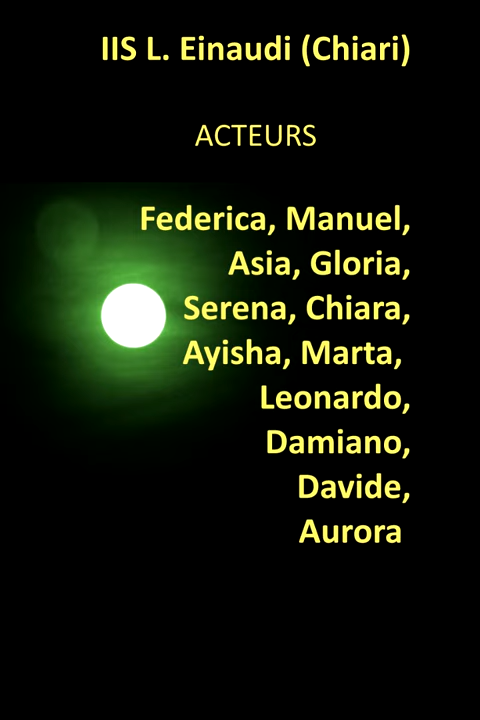 IIS L. Einaudi (Chiari)
ACTEURS
Federica, Manuel,
Asia, Gloria,
Serena, Chiara,
Ayisha, Marta,
Leonardo,
Damiano,
Davide,
Aurora